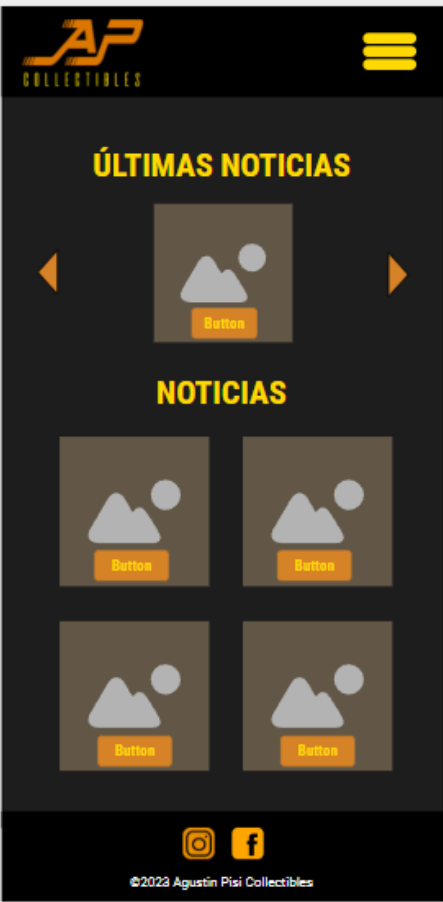 AP
COLLECTIBLES
ÚLTIMAS NOTICIAS
Button
NOTICIAS
Button Button
Button Button
©2023 Agustin Pisi Collectibles